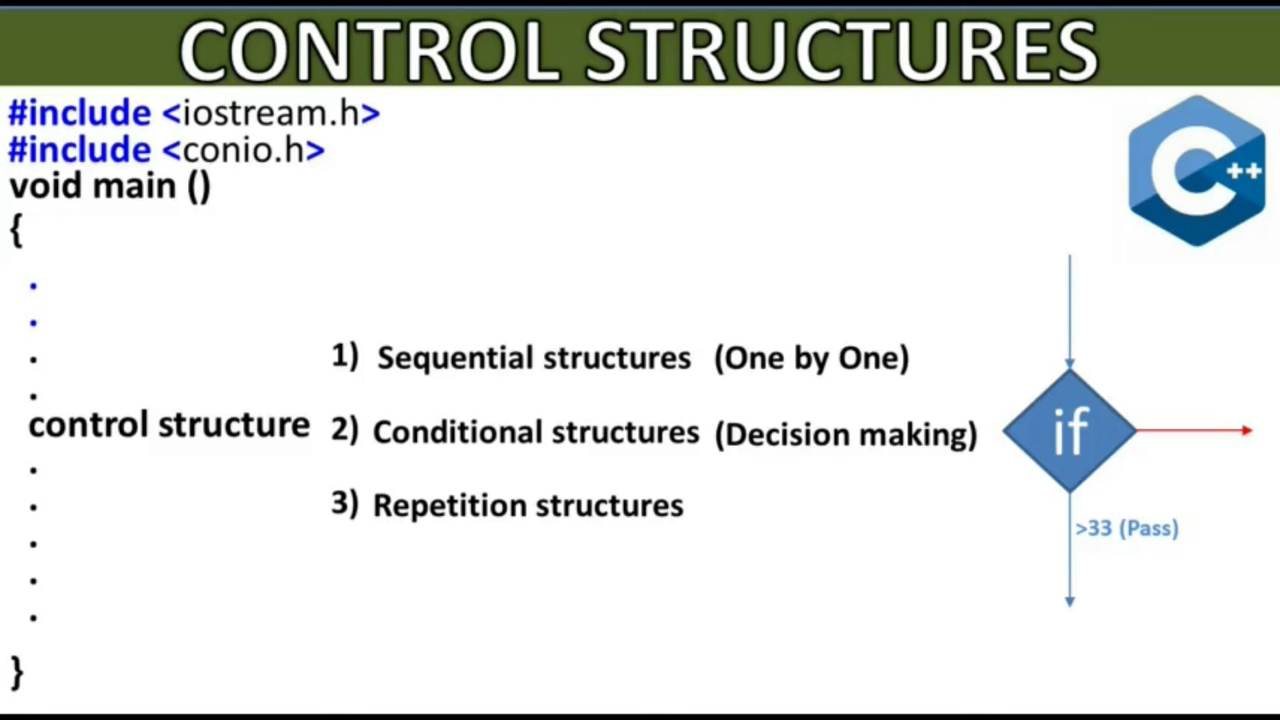 CONTROL STRUCTURES
#include <iostream.h>
#include <conio.h>
void main ()
{
.
.
.
.
control structure
.
.
.
.
.
}
1) Sequential structures (One by One)
2) Conditional structures (Decision making)
3) Repetition structures
C++
if
>33 (Pass)